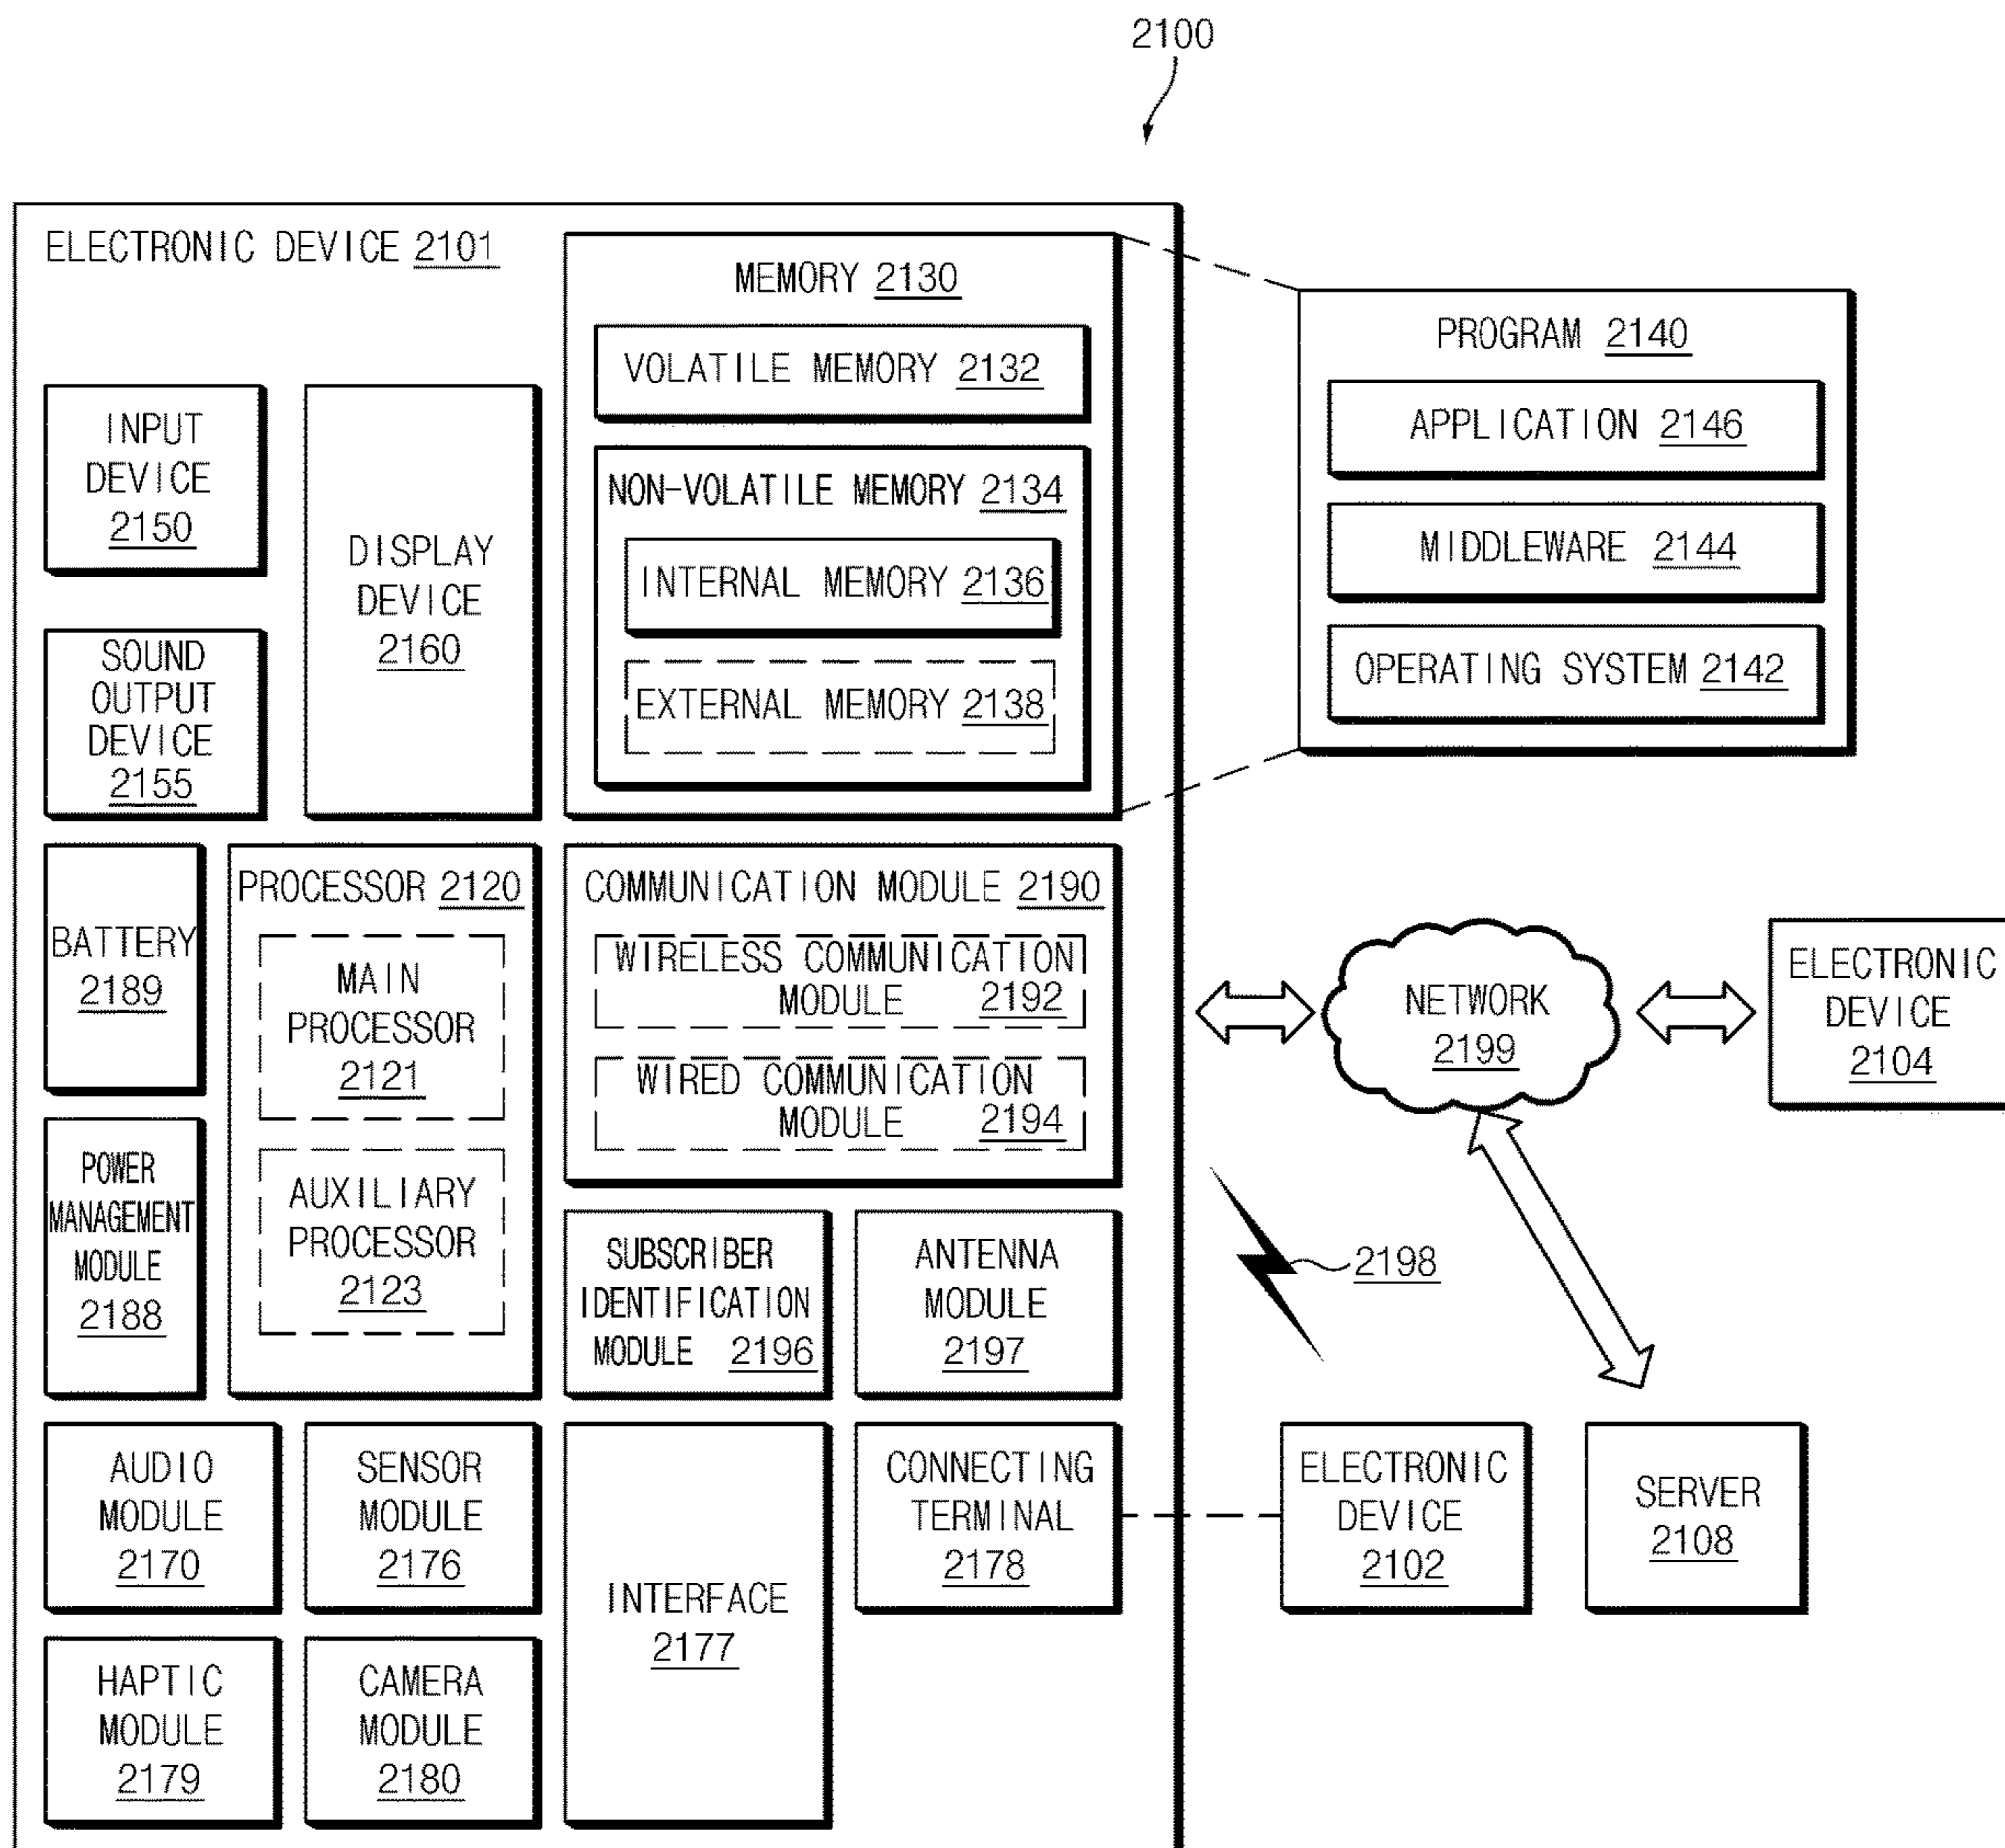 2100
ELECTRONIC DEVICE 2101
MEMORY 2130
VOLATILE MEMORY 2132
NON-VOLATILE MEMORY 2134
INTERNAL MEMORY 2136
EXTERNAL MEMORY 2138
PROGRAM 2140
APPLICATION 2146
MIDDLEWARE 2144
OPERATING SYSTEM 2142
INPUT
DEVICE
2150
DISPLAY
DEVICE
2160
SOUND
OUTPUT
DEVICE
2155
BATTERY
2189
PROCESSOR 2120
MAIN
PROCESSOR
2121
AUXILIARY
PROCESSOR
2123
POWER
MANAGEMENT
MODULE
2188
COMMUNICATION MODULE 2190
WIRELESS COMMUNICATION
MODULE 2192
WIRED COMMUNICATION
MODULE 2194
SUBSCRIBER
IDENTIFICATION
MODULE 2196
ANTENNA
MODULE
2197
NETWORK
2199
ELECTRONIC
DEVICE
2104
2198
AUDIO
MODULE
2170
SENSOR
MODULE
2176
INTERFACE
2177
CONNECTING
TERMINAL
2178
ELECTRONIC
DEVICE
2102
SERVER
2108
HAPTIC
MODULE
2179
CAMERA
MODULE
2180